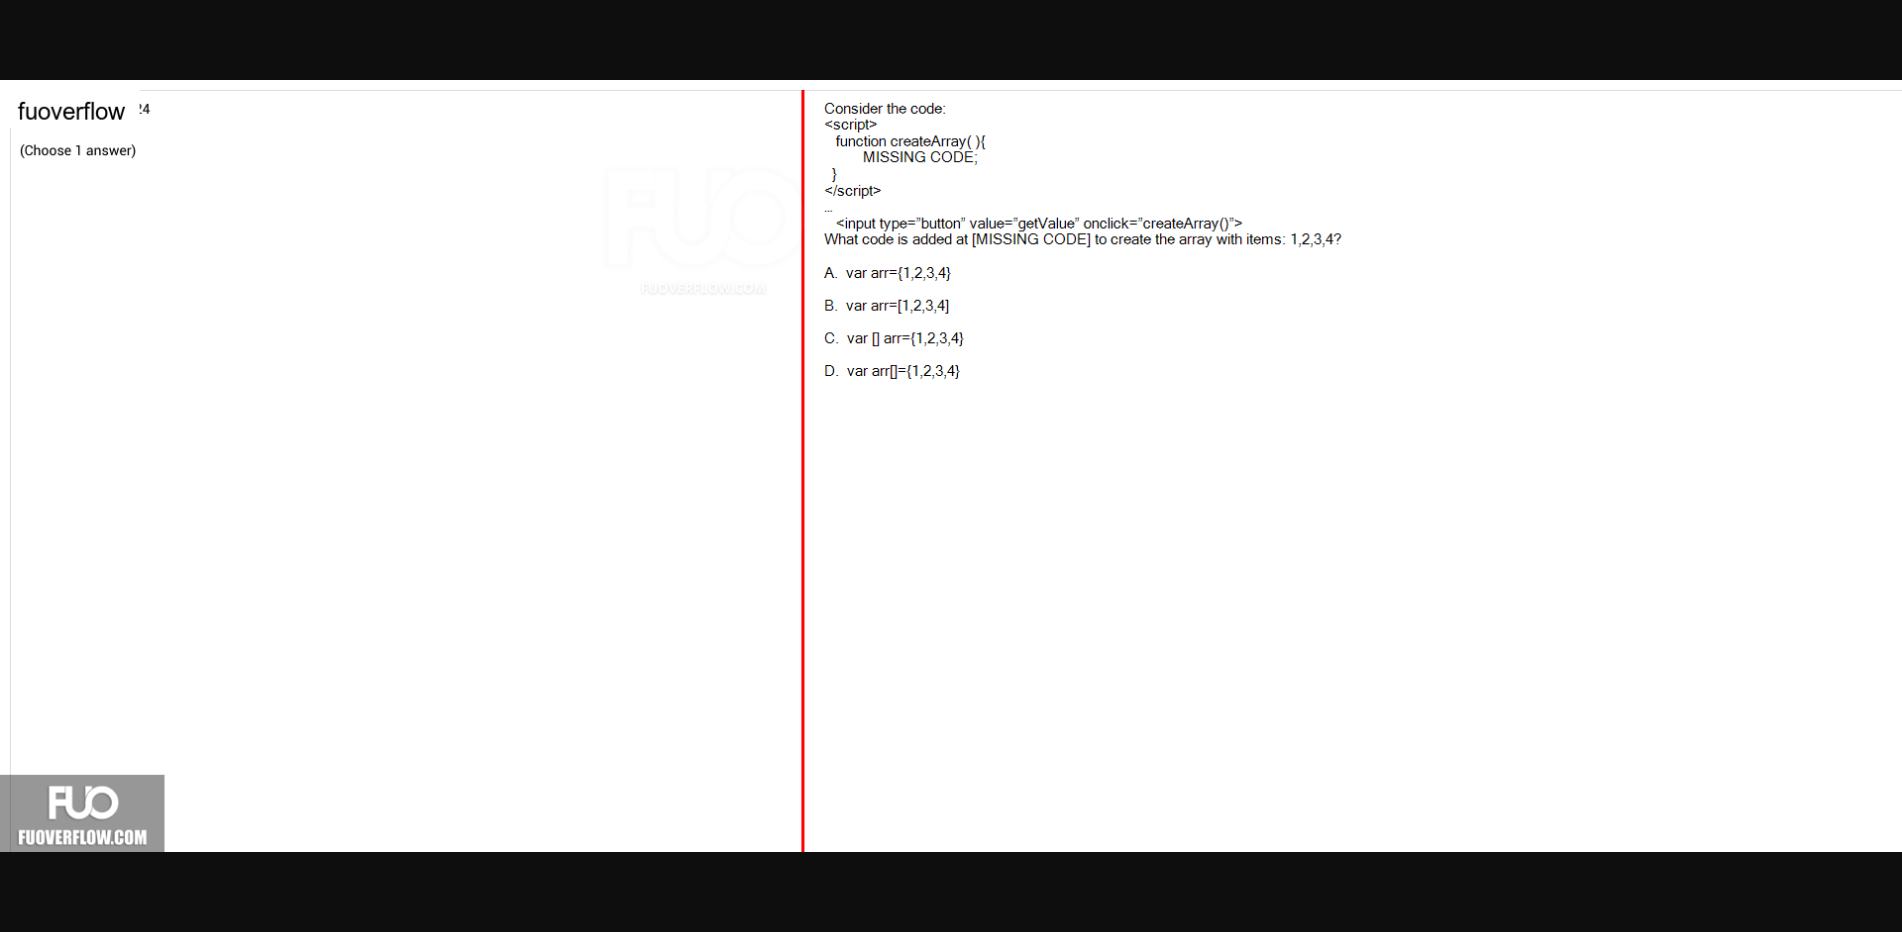 fuoverflow
24
(Choose 1 answer)
FUO
FUOVERFLOW.COM
Consider the code:
<script>
function createArray( ){
MISSING CODE;
}
</script>
...
<input type=”button” value=”getValue” onclick=”createArray()”>
What code is added at [MISSING CODE] to create the array with items: 1,2,3,4?
A. var arr={1,2,3,4}
B. var arr=[1,2,3,4]
C. var [] arr={1,2,3,4}
D. var arr[]={1,2,3,4}
FUO
FUOVERFLOW.COM